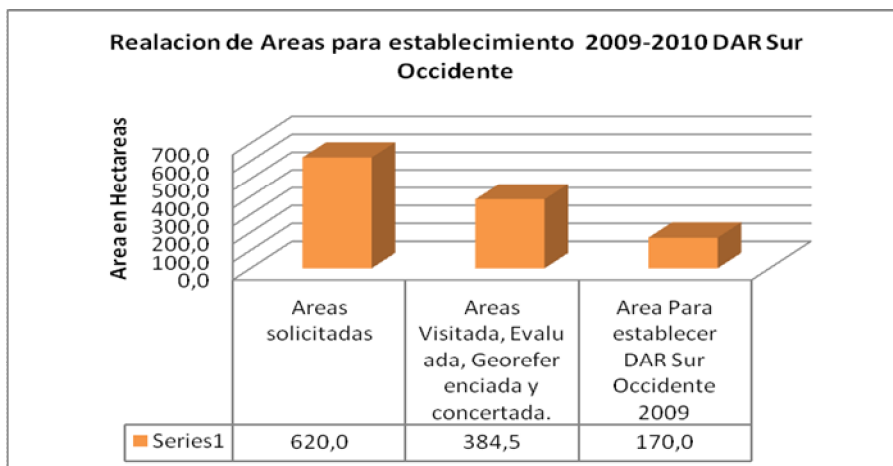 Realacion de Areas para establecimiento 2009-2010 DAR Sur
Occidente
Area en Hectareas
700,0
600,0
500,0
400,0
300,0
200,0
100,0
0,0
Areas
solicitadas
Areas
Visitada, Evalu
ada, Georefer
enciada y
concertada.
Area Para
establecer
DAR Sur
Occidente
2009
Series1 620,0 384,5 170,0